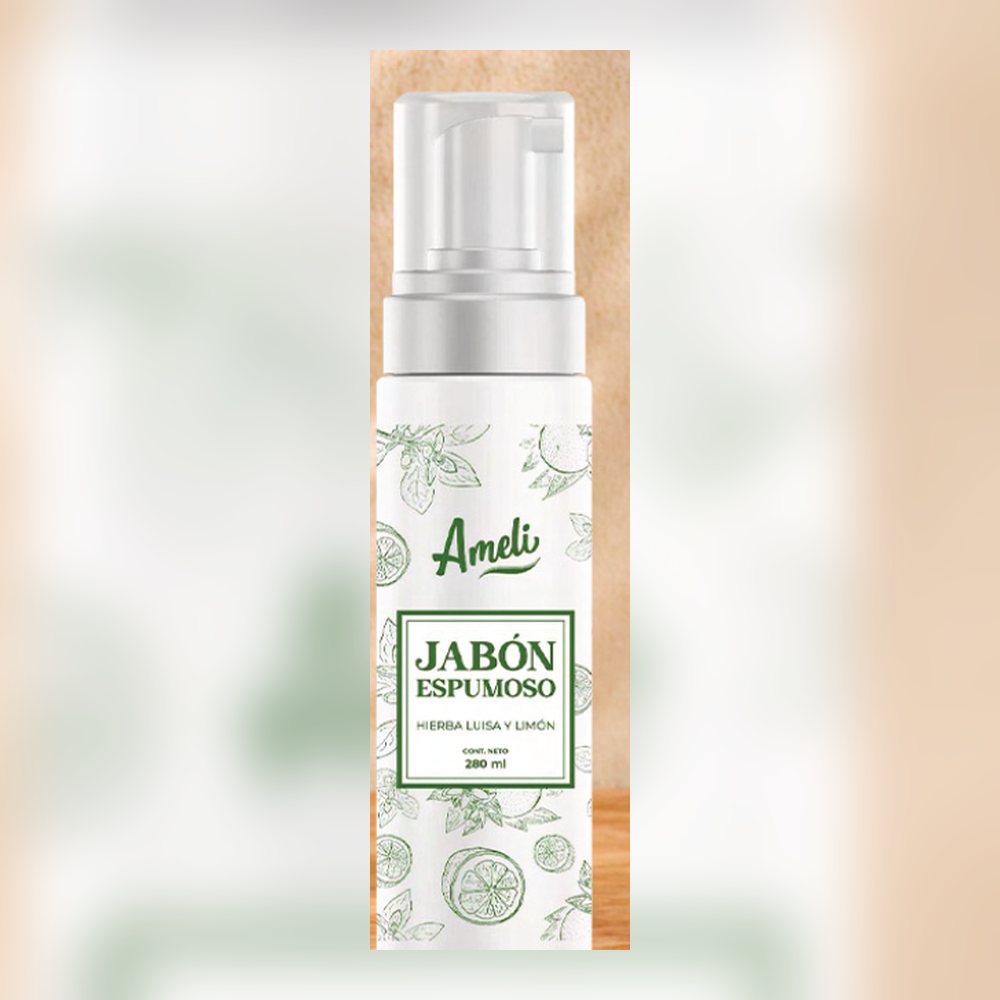 Ameli
JABÓN
ESPUMOSO
HIERBA LUISA Y LIMÓN
CONT. NETO
280 ml